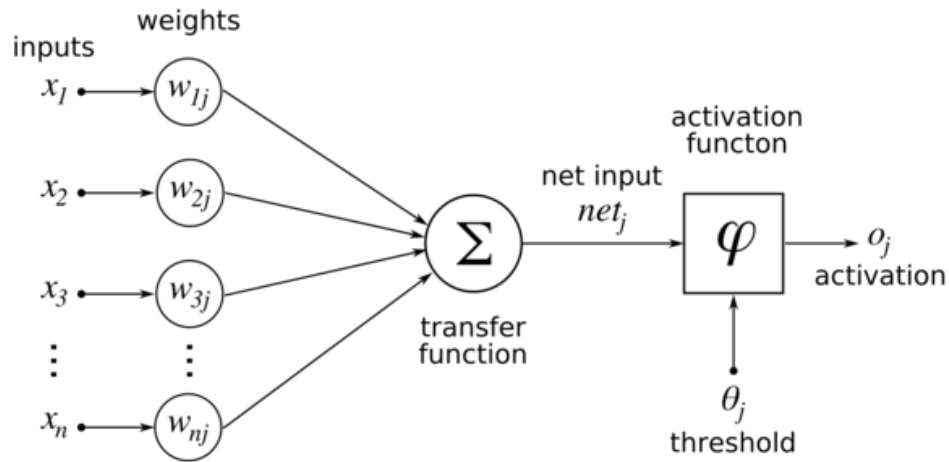 weights
inputs
x1 w1j
x2 w2j
x3 w3j
⋮ ⋮
xn wnj
Σ
transfer
function
net input
netj
activation
functon
φ
oj
activation
θj
threshold